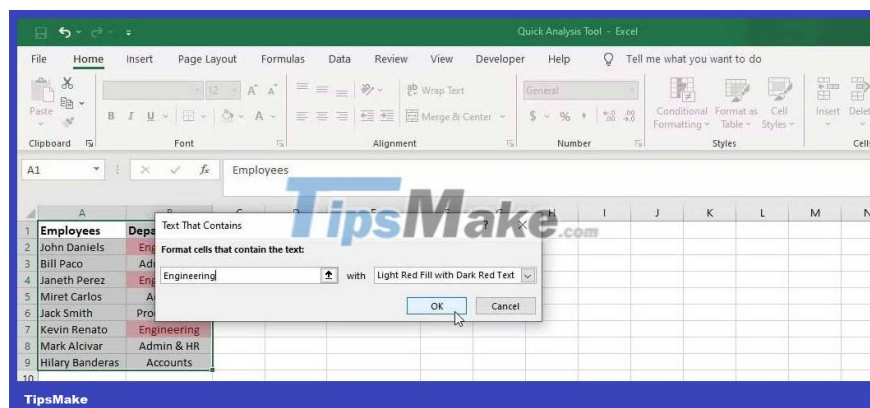 Quick Analysis Tool - Excel
File Home Insert Page Layout Formulas Data Review View Developer Help Tell me what you want to do
Paste
12 A A
Wrap Text
General
B I U A
Merge & Center
$ % ,
Conditional Formatting
Format as Table
Cell Styles
Insert
Clipboard Font Alignment Number Styles
A1 fx Employees
A C D E F G H I J K L M N
1 Employees
2 John Daniels
3 Bill Paco
4 Janeth Perez
5 Miret Carlos
6 Jack Smith
7 Kevin Renato Engineering
8 Mark Alcivar Admin & HR
9 Hilary Banderas Accounts
10
Text That Contains ? ×
Format cells that contain the text:
Engineering with Light Red Fill with Dark Red Text
OK Cancel
TipsMake.com
TipsMake